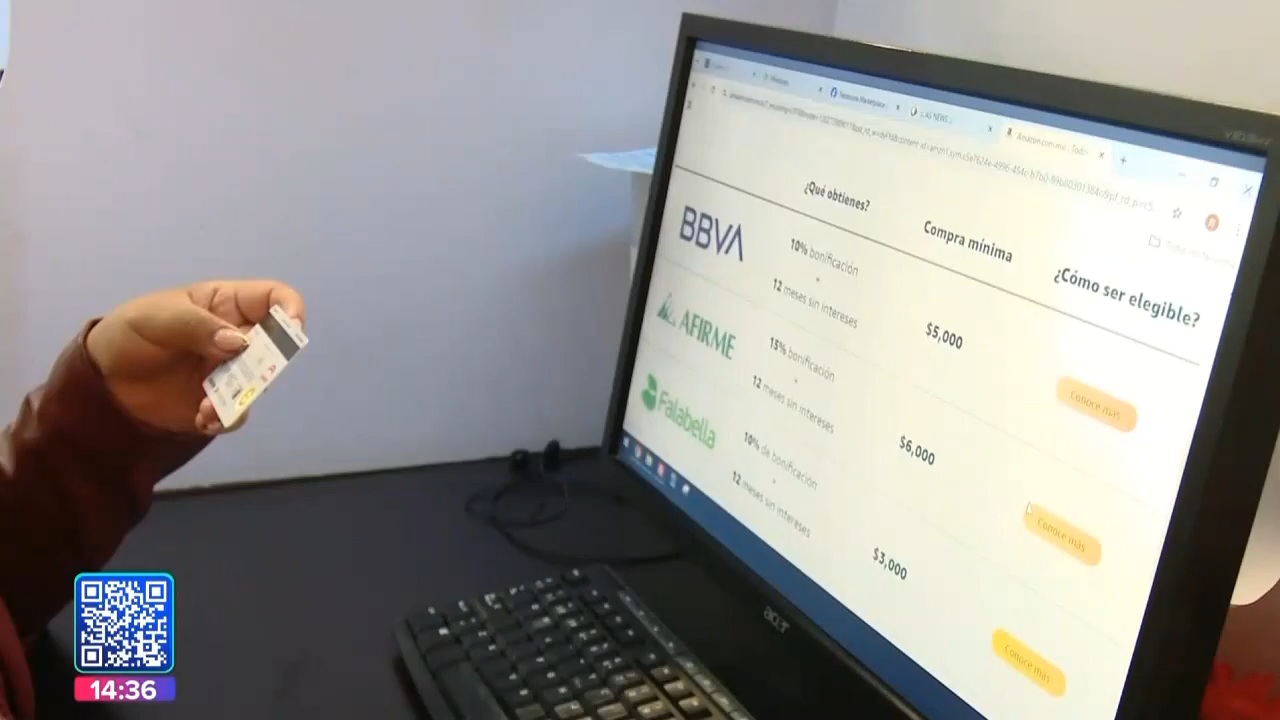 Facebook Marketplace
¿Qué obtienes?
Compra mínima
¿Cómo ser elegible?
BBVA
10% bonificación
+
12 meses sin intereses
$5,000
Conoce más
AFIRME
15% bonificación
+
12 meses sin intereses
$6,000
Conoce más
Falabella
10% de bonificación
+
12 meses sin intereses
$3,000
Conoce más
acer
14:36